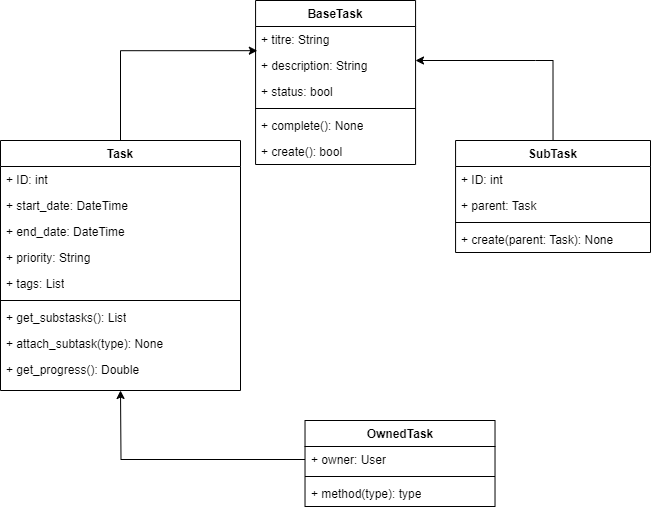 BaseTask
+ titre: String
+ description: String
+ status: bool
+ complete(): None
+ create(): bool
Task
+ ID: int
+ start_date: DateTime
+ end_date: DateTime
+ priority: String
+ tags: List
+ get_substasks(): List
+ attach_subtask(type): None
+ get_progress(): Double
SubTask
+ ID: int
+ parent: Task
+ create(parent: Task): None
OwnedTask
+ owner: User
+ method(type): type